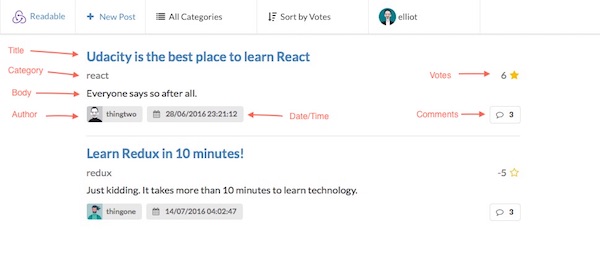 Readable + New Post All Categories Sort by Votes elliot
Title Udacity is the best place to learn React
Category react Votes 6
Body Everyone says so after all.
Author thingtwo 28/06/2016 23:21:12 Date/Time Comments 3
Learn Redux in 10 minutes!
redux -5
Just kidding. It takes more than 10 minutes to learn technology.
thingone 14/07/2016 04:02:47 3